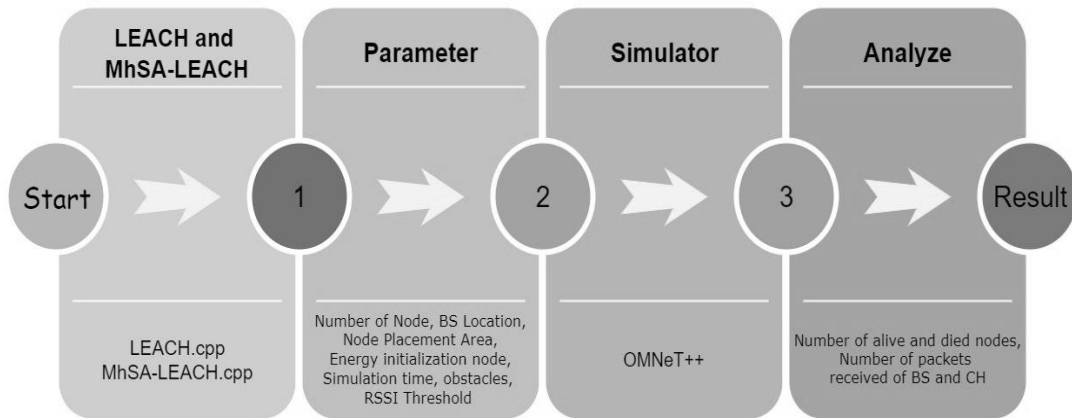 LEACH and
MhSA-LEACH
Parameter
Simulator
Analyze
Start
1
2
3
Result
LEACH.cpp
MhSA-LEACH.cpp
Number of Node, BS Location,
Node Placement Area,
Energy initialization node,
Simulation time, obstacles,
RSSI Threshold
OMNeT++
Number of alive and died nodes,
Number of packets
received of BS and CH